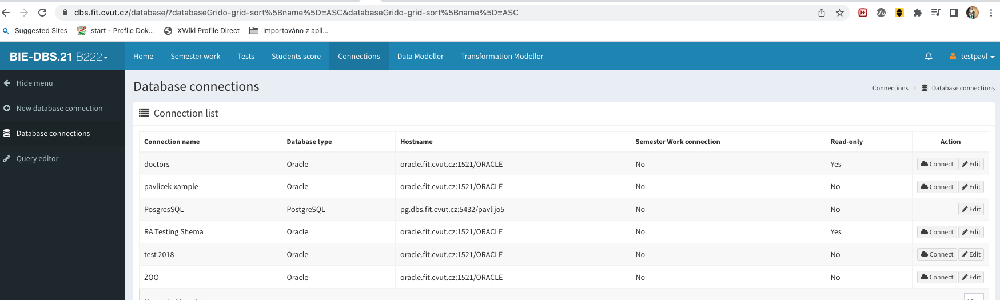 dbs.fit.cvut.cz/database/?databaseGrido-grid-sort%5Bname%5D=ASC&databaseGrido-grid-sort%5Bname%5D=ASC
Suggested Sites start - Profile Dok... XWiki Profile Direct Importováno z apli...
BIE-DBS.21 B222 Home Semester work Tests Students score Connections Data Modeller Transformation Modeller testpavl
Hide menu
New database connection
Database connections
Query editor
Database connections
Connections > Database connections
Connection list
Connection name Database type Hostname Semester Work connection Read-only Action
doctors Oracle oracle.fit.cvut.cz:1521/ORACLE No Yes Connect Edit
pavlicek-xample Oracle oracle.fit.cvut.cz:1521/ORACLE No No Connect Edit
PosgresSQL PostgreSQL pg.dbs.fit.cvut.cz:5432/pavlijo5 No No Edit
RA Testing Shema Oracle oracle.fit.cvut.cz:1521/ORACLE No Yes Connect Edit
test 2018 Oracle oracle.fit.cvut.cz:1521/ORACLE No No Connect Edit
ZOO Oracle oracle.fit.cvut.cz:1521/ORACLE No No Connect Edit